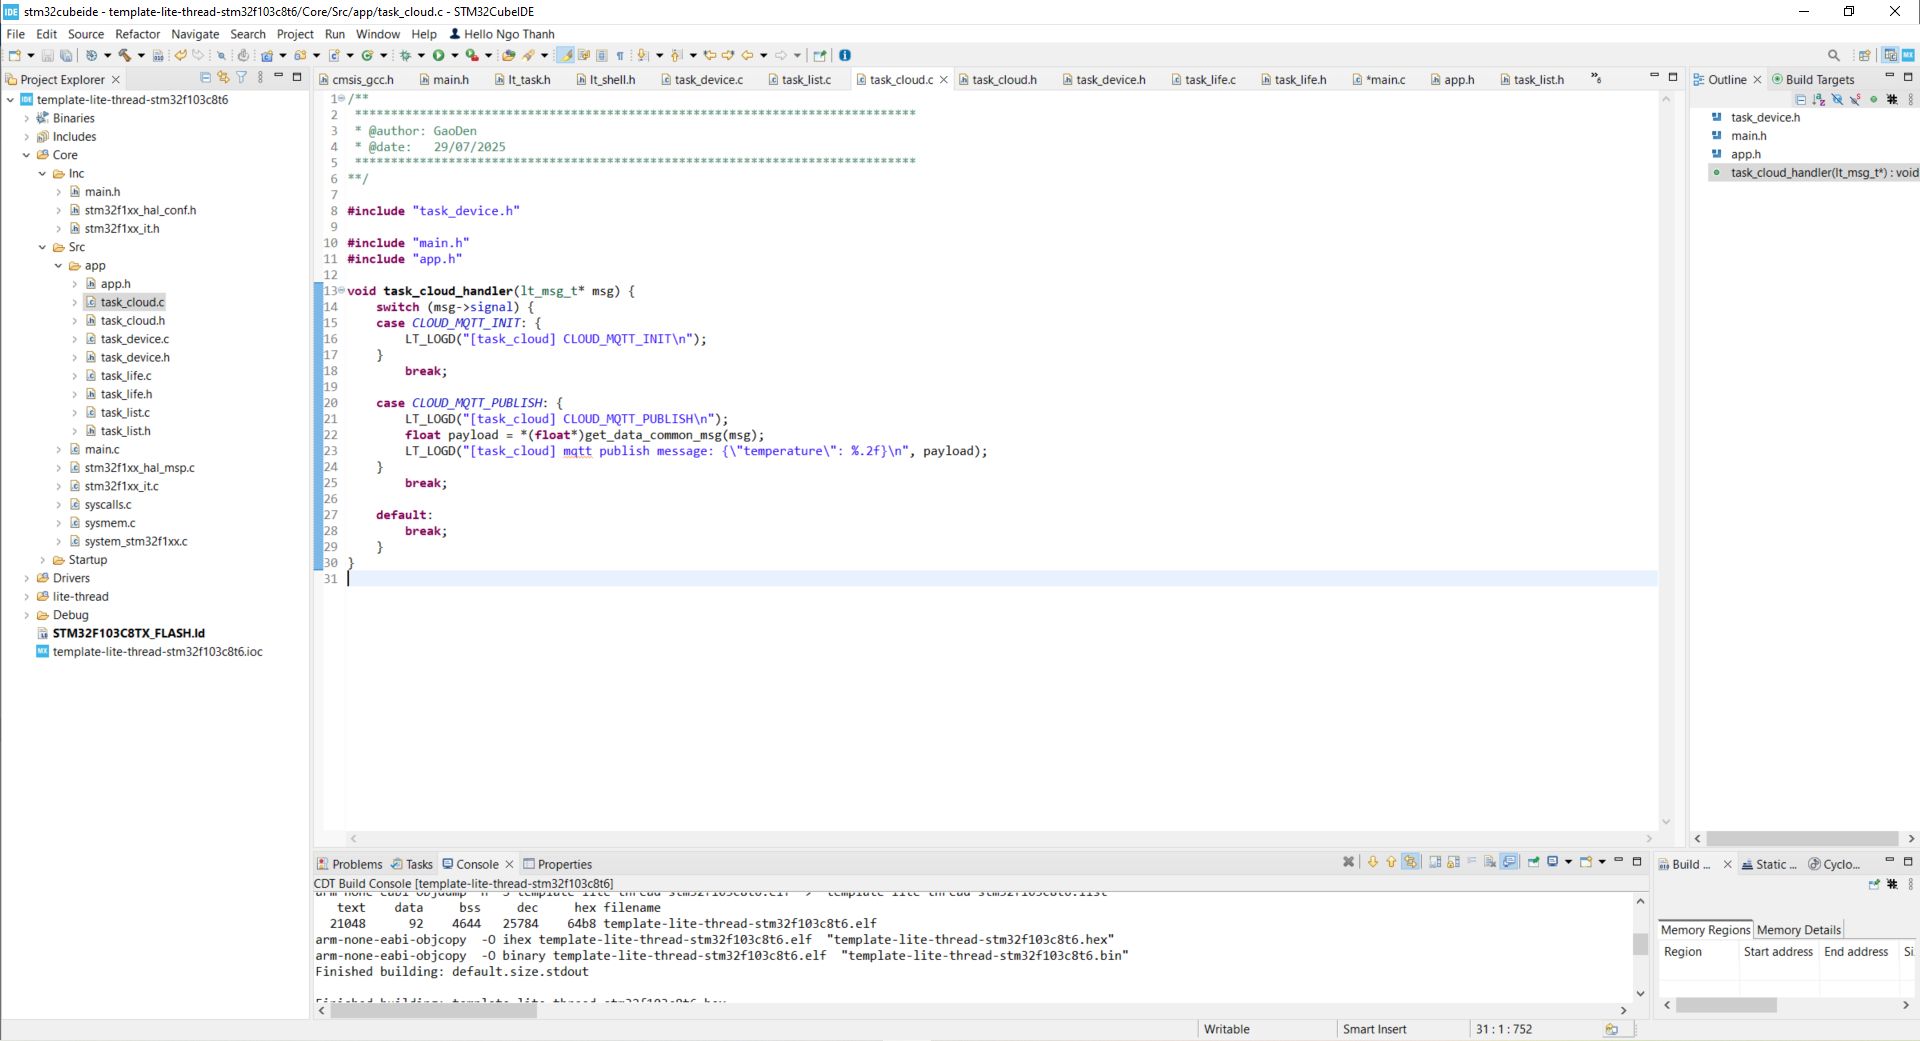 stm32cubeide - template-lite-thread-stm32f103c8t6/Core/Src/app/task_cloud.c - STM32CubeIDE
File Edit Source Refactor Navigate Search Project Run Window Help Hello Ngo Thanh
Project Explorer
template-lite-thread-stm32f103c8t6
Binaries
Includes
Core
Inc
main.h
stm32f1xx_hal_conf.h
stm32f1xx_it.h
Src
app
app.h
task_cloud.c
task_cloud.h
task_device.c
task_device.h
task_life.c
task_life.h
task_list.c
task_list.h
main.c
stm32f1xx_hal_msp.c
stm32f1xx_it.c
syscalls.c
sysmem.c
system_stm32f1xx.c
Startup
Drivers
lite-thread
Debug
STM32F103C8TX_FLASH.ld
template-lite-thread-stm32f103c8t6.ioc
cmsis_gcc.h main.h lt_task.h lt_shell.h task_device.c task_list.c task_cloud.c task_cloud.h task_device.h task_life.c task_life.h *main.c app.h task_list.h
1 /**
2 ******************************************************************************
3 * @author: GaoDen
4 * @date:   29/07/2025
5 ******************************************************************************
6 **/
7
8 #include "task_device.h"
9
10 #include "main.h"
11 #include "app.h"
12
13 void task_cloud_handler(lt_msg_t* msg) {
14     switch (msg->signal) {
15     case CLOUD_MQTT_INIT: {
16         LT_LOGD("[task_cloud] CLOUD_MQTT_INIT\n");
17     }
18         break;
19
20     case CLOUD_MQTT_PUBLISH: {
21         LT_LOGD("[task_cloud] CLOUD_MQTT_PUBLISH\n");
22         float payload = *(float*)get_data_common_msg(msg);
23         LT_LOGD("[task_cloud] mqtt publish message: {\"temperature\": %.2f}\n", payload);
24     }
25         break;
26
27     default:
28         break;
29     }
30 }
31
Outline Build Targets
task_device.h
main.h
app.h
task_cloud_handler(lt_msg_t*) : void
Problems Tasks Console Properties
CDT Build Console [template-lite-thread-stm32f103c8t6]
text data bss dec hex filename
21048 92 4644 25784 64b8 template-lite-thread-stm32f103c8t6.elf
arm-none-eabi-objcopy  -O ihex template-lite-thread-stm32f103c8t6.elf  "template-lite-thread-stm32f103c8t6.hex"
arm-none-eabi-objcopy  -O binary template-lite-thread-stm32f103c8t6.elf  "template-lite-thread-stm32f103c8t6.bin"
Finished building: default.size.stdout
Build ... Static ... Cyclo...
Memory Regions Memory Details
Region Start address End address Si
Writable Smart Insert 31 : 1 : 752